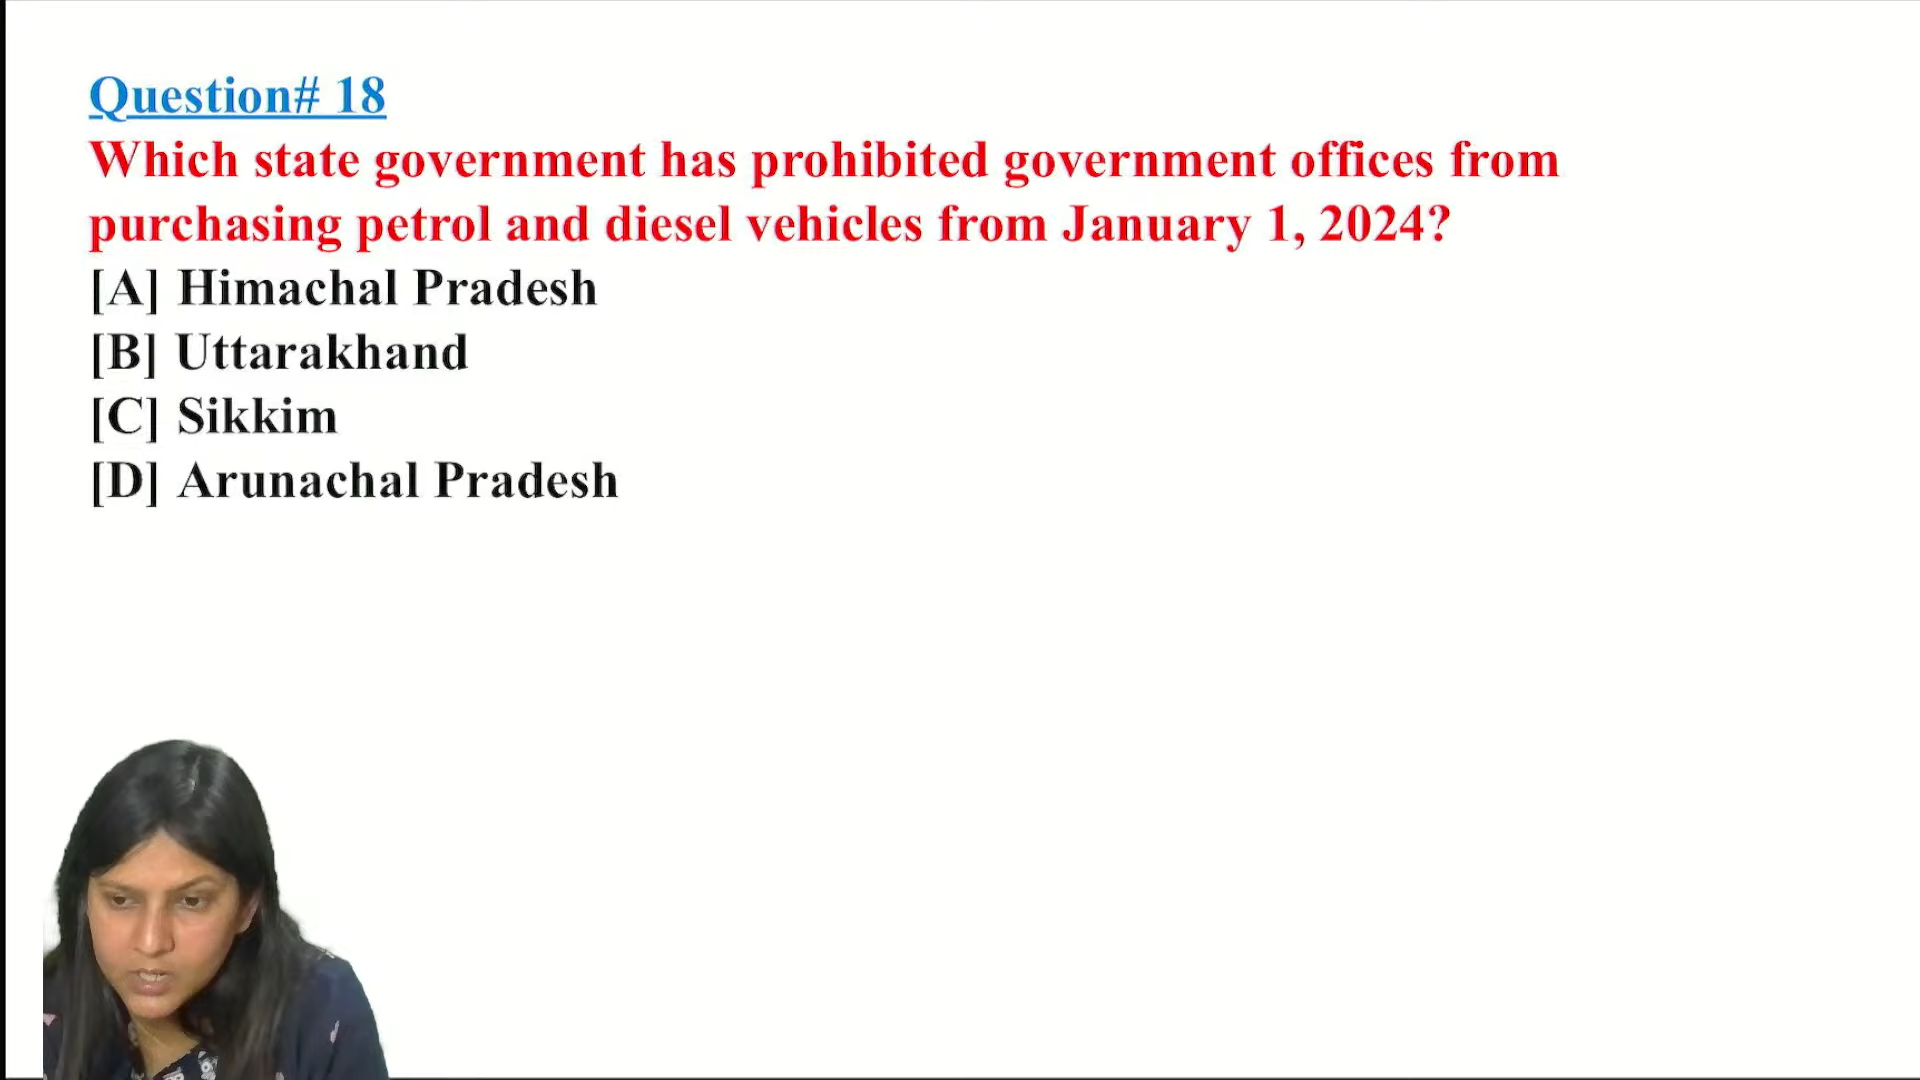 Question# 18
Which state government has prohibited government offices from
purchasing petrol and diesel vehicles from January 1, 2024?
[A] Himachal Pradesh
[B] Uttarakhand
[C] Sikkim
[D] Arunachal Pradesh